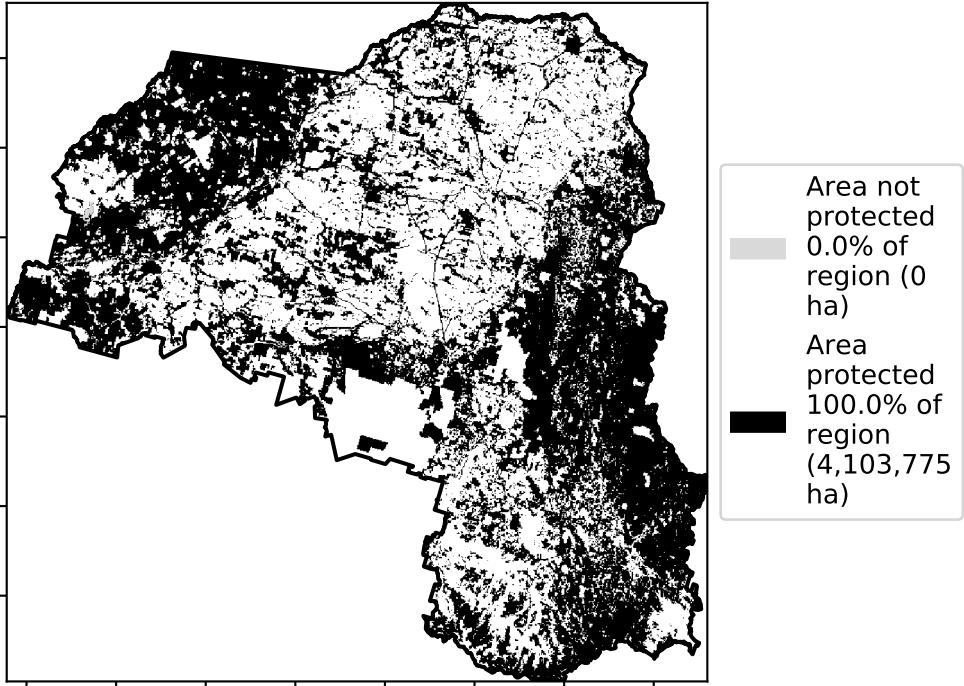 Area not
protected
0.0% of
region (0
ha)
Area
protected
100.0% of
region
(4,103,775
ha)